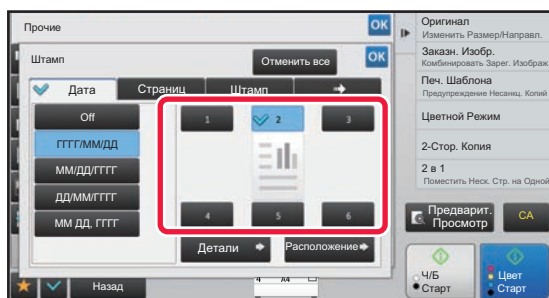 Прочие
OK
Штамп
Отменить все
OK
Дата
Страниц
Штамп
Off
ГГГГ/ММ/ДД
ММ/ДД/ГГГГ
ДД/ММ/ГГГГ
ММ ДД, ГГГГ
1
2
3
4
5
6
Детали
Расположение
Назад
4
A4
Оригинал
Изменить Размер/Направл.
Заказн. Изобр.
Комбинировать Зарег. Изображ.
Печ. Шаблона
Предупреждение Несанкц. Копий
Цветной Режим
2-Стор. Копия
2 в 1
Поместить Неск. Стр. на Одной
Предварит.
Просмотр
CA
Ч/Б
Старт
Цвет
Старт